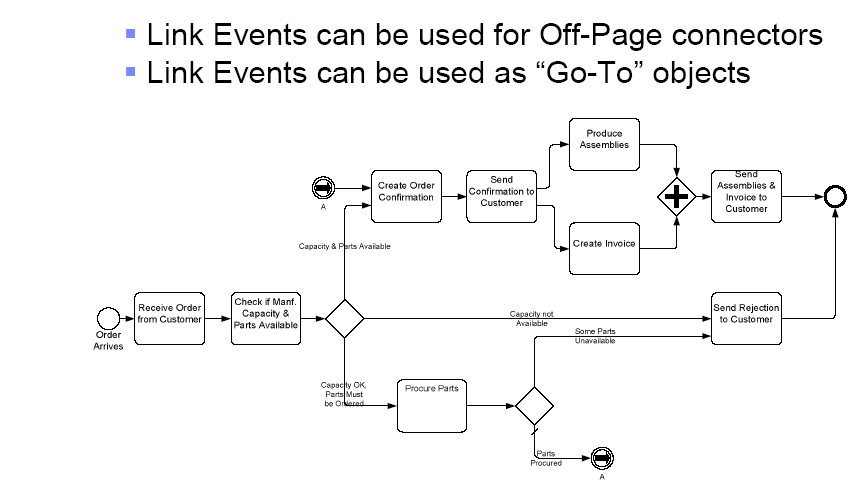 Link Events can be used for Off-Page connectors
Link Events can be used as “Go-To” objects
Produce
Assemblies
A
Create Order
Confirmation
Send
Confirmation to
Customer
Send
Assemblies &
Invoice to
Customer
Create Invoice
Capacity & Parts Available
Order
Arrives
Receive Order
from Customer
Check if Manf.
Capacity &
Parts Available
Capacity not
Available
Send Rejection
to Customer
Some Parts
Unavailable
Capacity OK,
Parts Must
be Ordered
Procure Parts
Parts
Procured
A